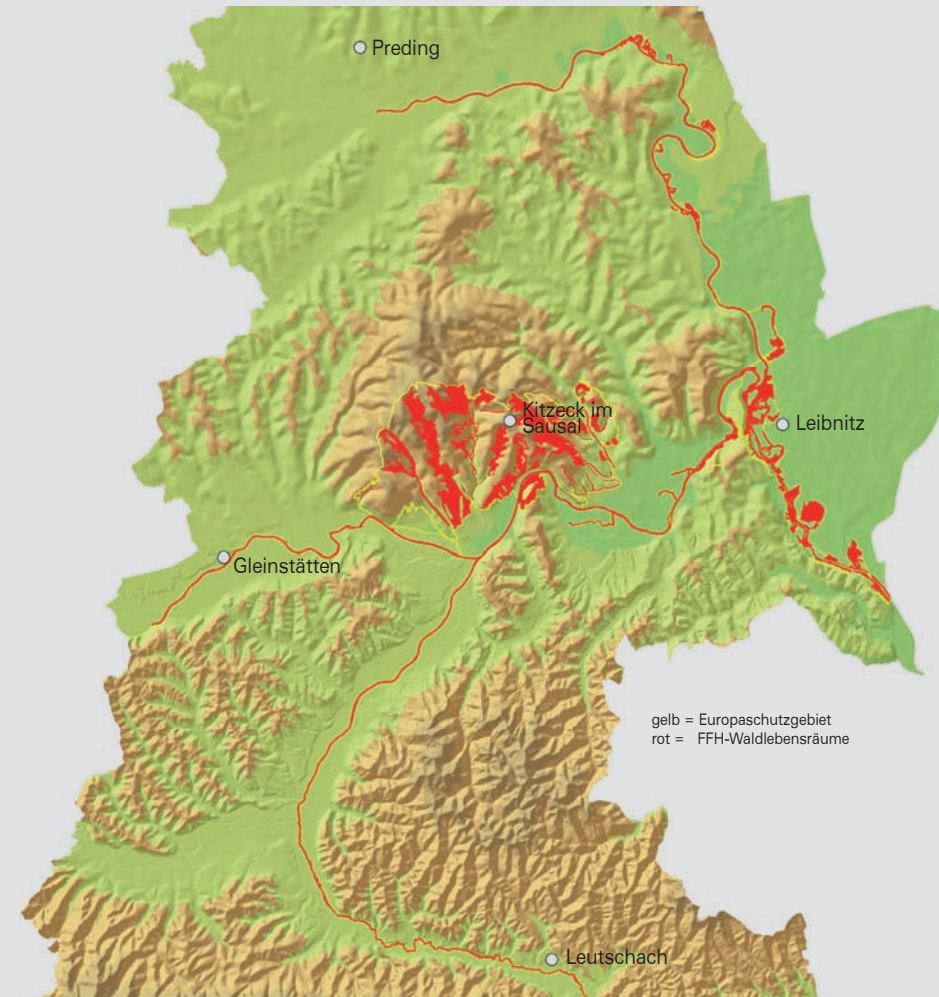 Preding
Kitzeck im
Sausal
Leibnitz
Gleinstätten
gelb = Europaschutzgebiet
rot = FFH-Waldlebensräume
Leutschach